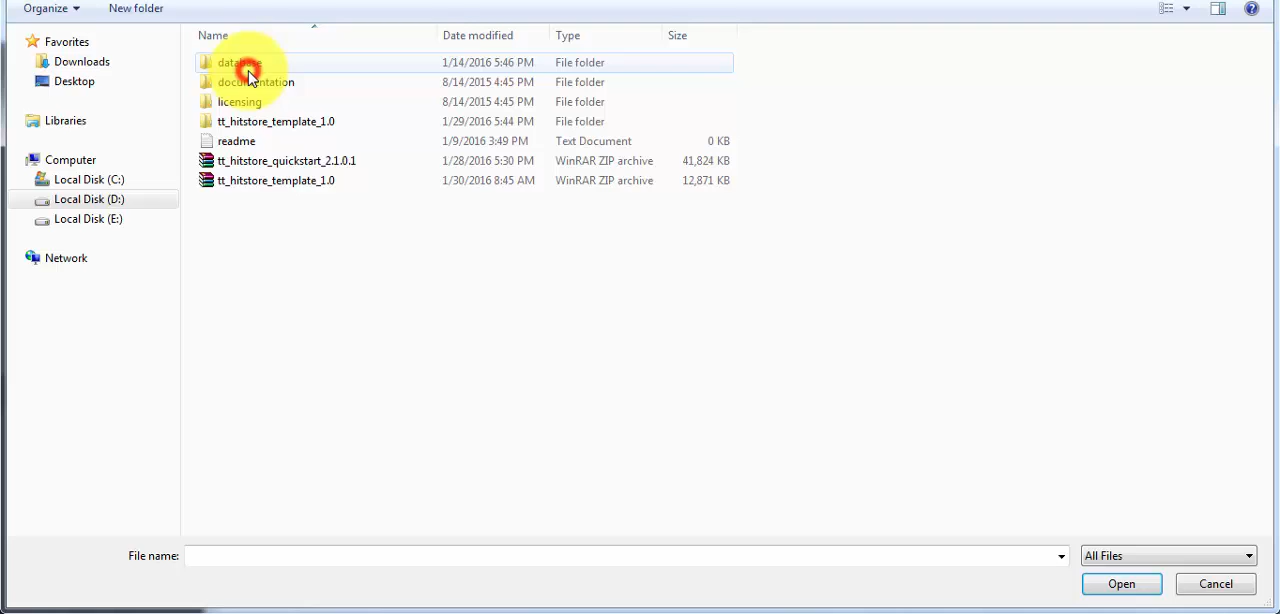 Organize New folder
Name Date modified Type Size
Favorites
Downloads
Desktop
Libraries
Computer
Local Disk (C:)
Local Disk (D:)
Local Disk (E:)
Network
database 1/14/2016 5:46 PM File folder
documentation 8/14/2015 4:45 PM File folder
licensing 8/14/2015 4:45 PM File folder
tt_hitstore_template_1.0 1/29/2016 5:44 PM File folder
readme 1/9/2016 3:49 PM Text Document 0 KB
tt_hitstore_quickstart_2.1.0.1 1/28/2016 5:30 PM WinRAR ZIP archive 41,824 KB
tt_hitstore_template_1.0 1/30/2016 8:45 AM WinRAR ZIP archive 12,871 KB
File name: All Files
Open Cancel